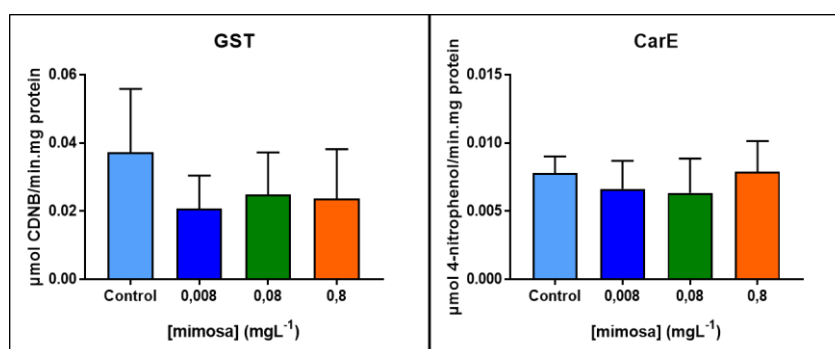 GST
µmol CDNB/min.mg protein
0.06
0.04
0.02
0.00
Control 0,008 0,08 0,8
[mimosa] (mgL⁻¹)
CarE
µmol 4-nitrophenol/min.mg protein
0.015
0.010
0.005
0.000
Control 0,008 0,08 0,8
[mimosa] (mgL⁻¹)